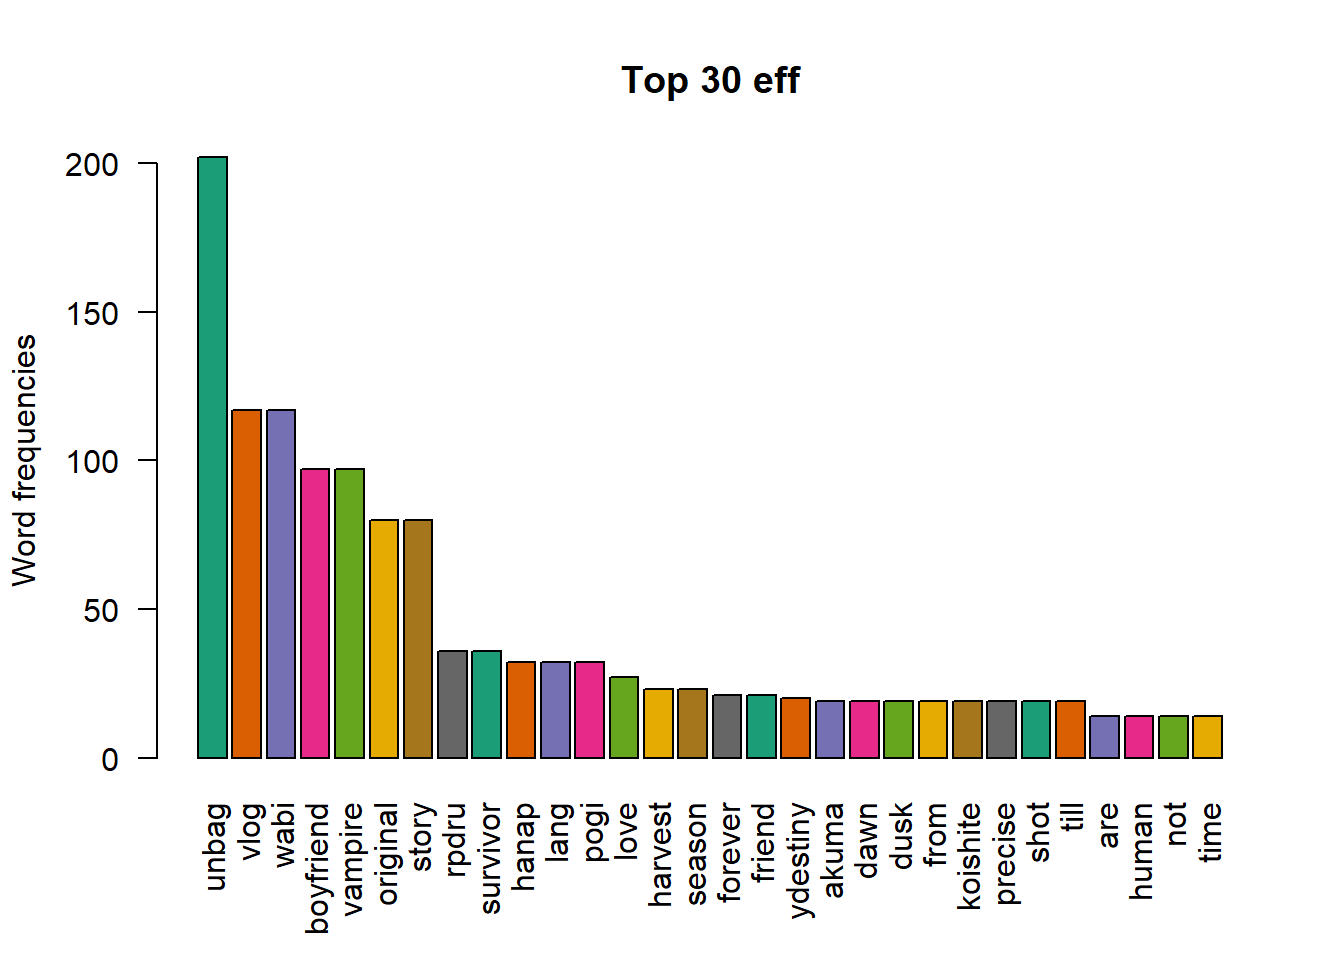 Top 30 eff
Word frequencies
200
150
100
50
0
unbag
vlog
wabi
boyfriend
vampire
original
story
rpdru
survivor
hanap
lang
pogi
love
harvest
season
forever
friend
ydestiny
akuma
dawn
dusk
from
koishite
precise
shot
till
are
human
not
time